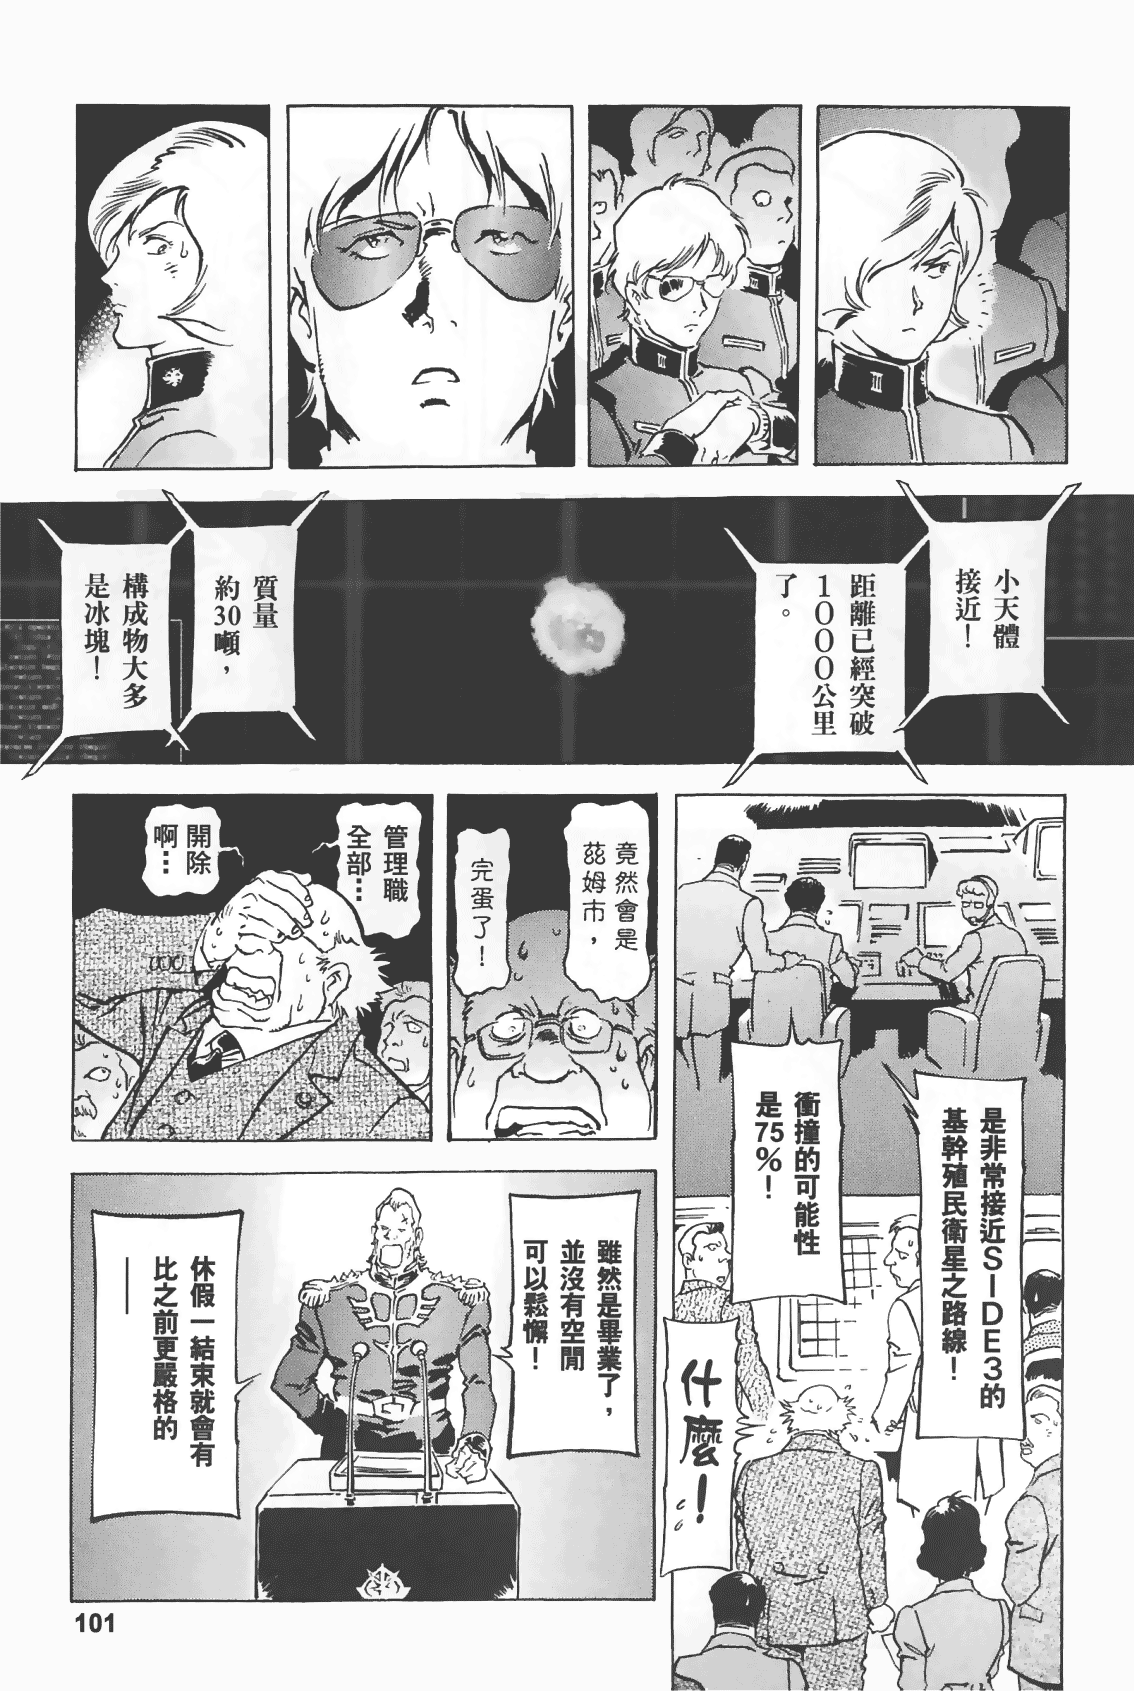 小天體
接近！
距離已經突破
１０００公里
了。
質量
約30噸，
構成物大多
是冰塊！
是非常接近ＳＩＤＥ３的
基幹殖民衛星之路線！
衝撞的可能性
是75％！
什麼！
竟然會是
茲姆市，
完蛋了！
管理職
全部…
開除
啊…
雖然是畢業了，
並沒有空閒
可以鬆懈！
休假一結束就會有
比之前更嚴格的
——
101